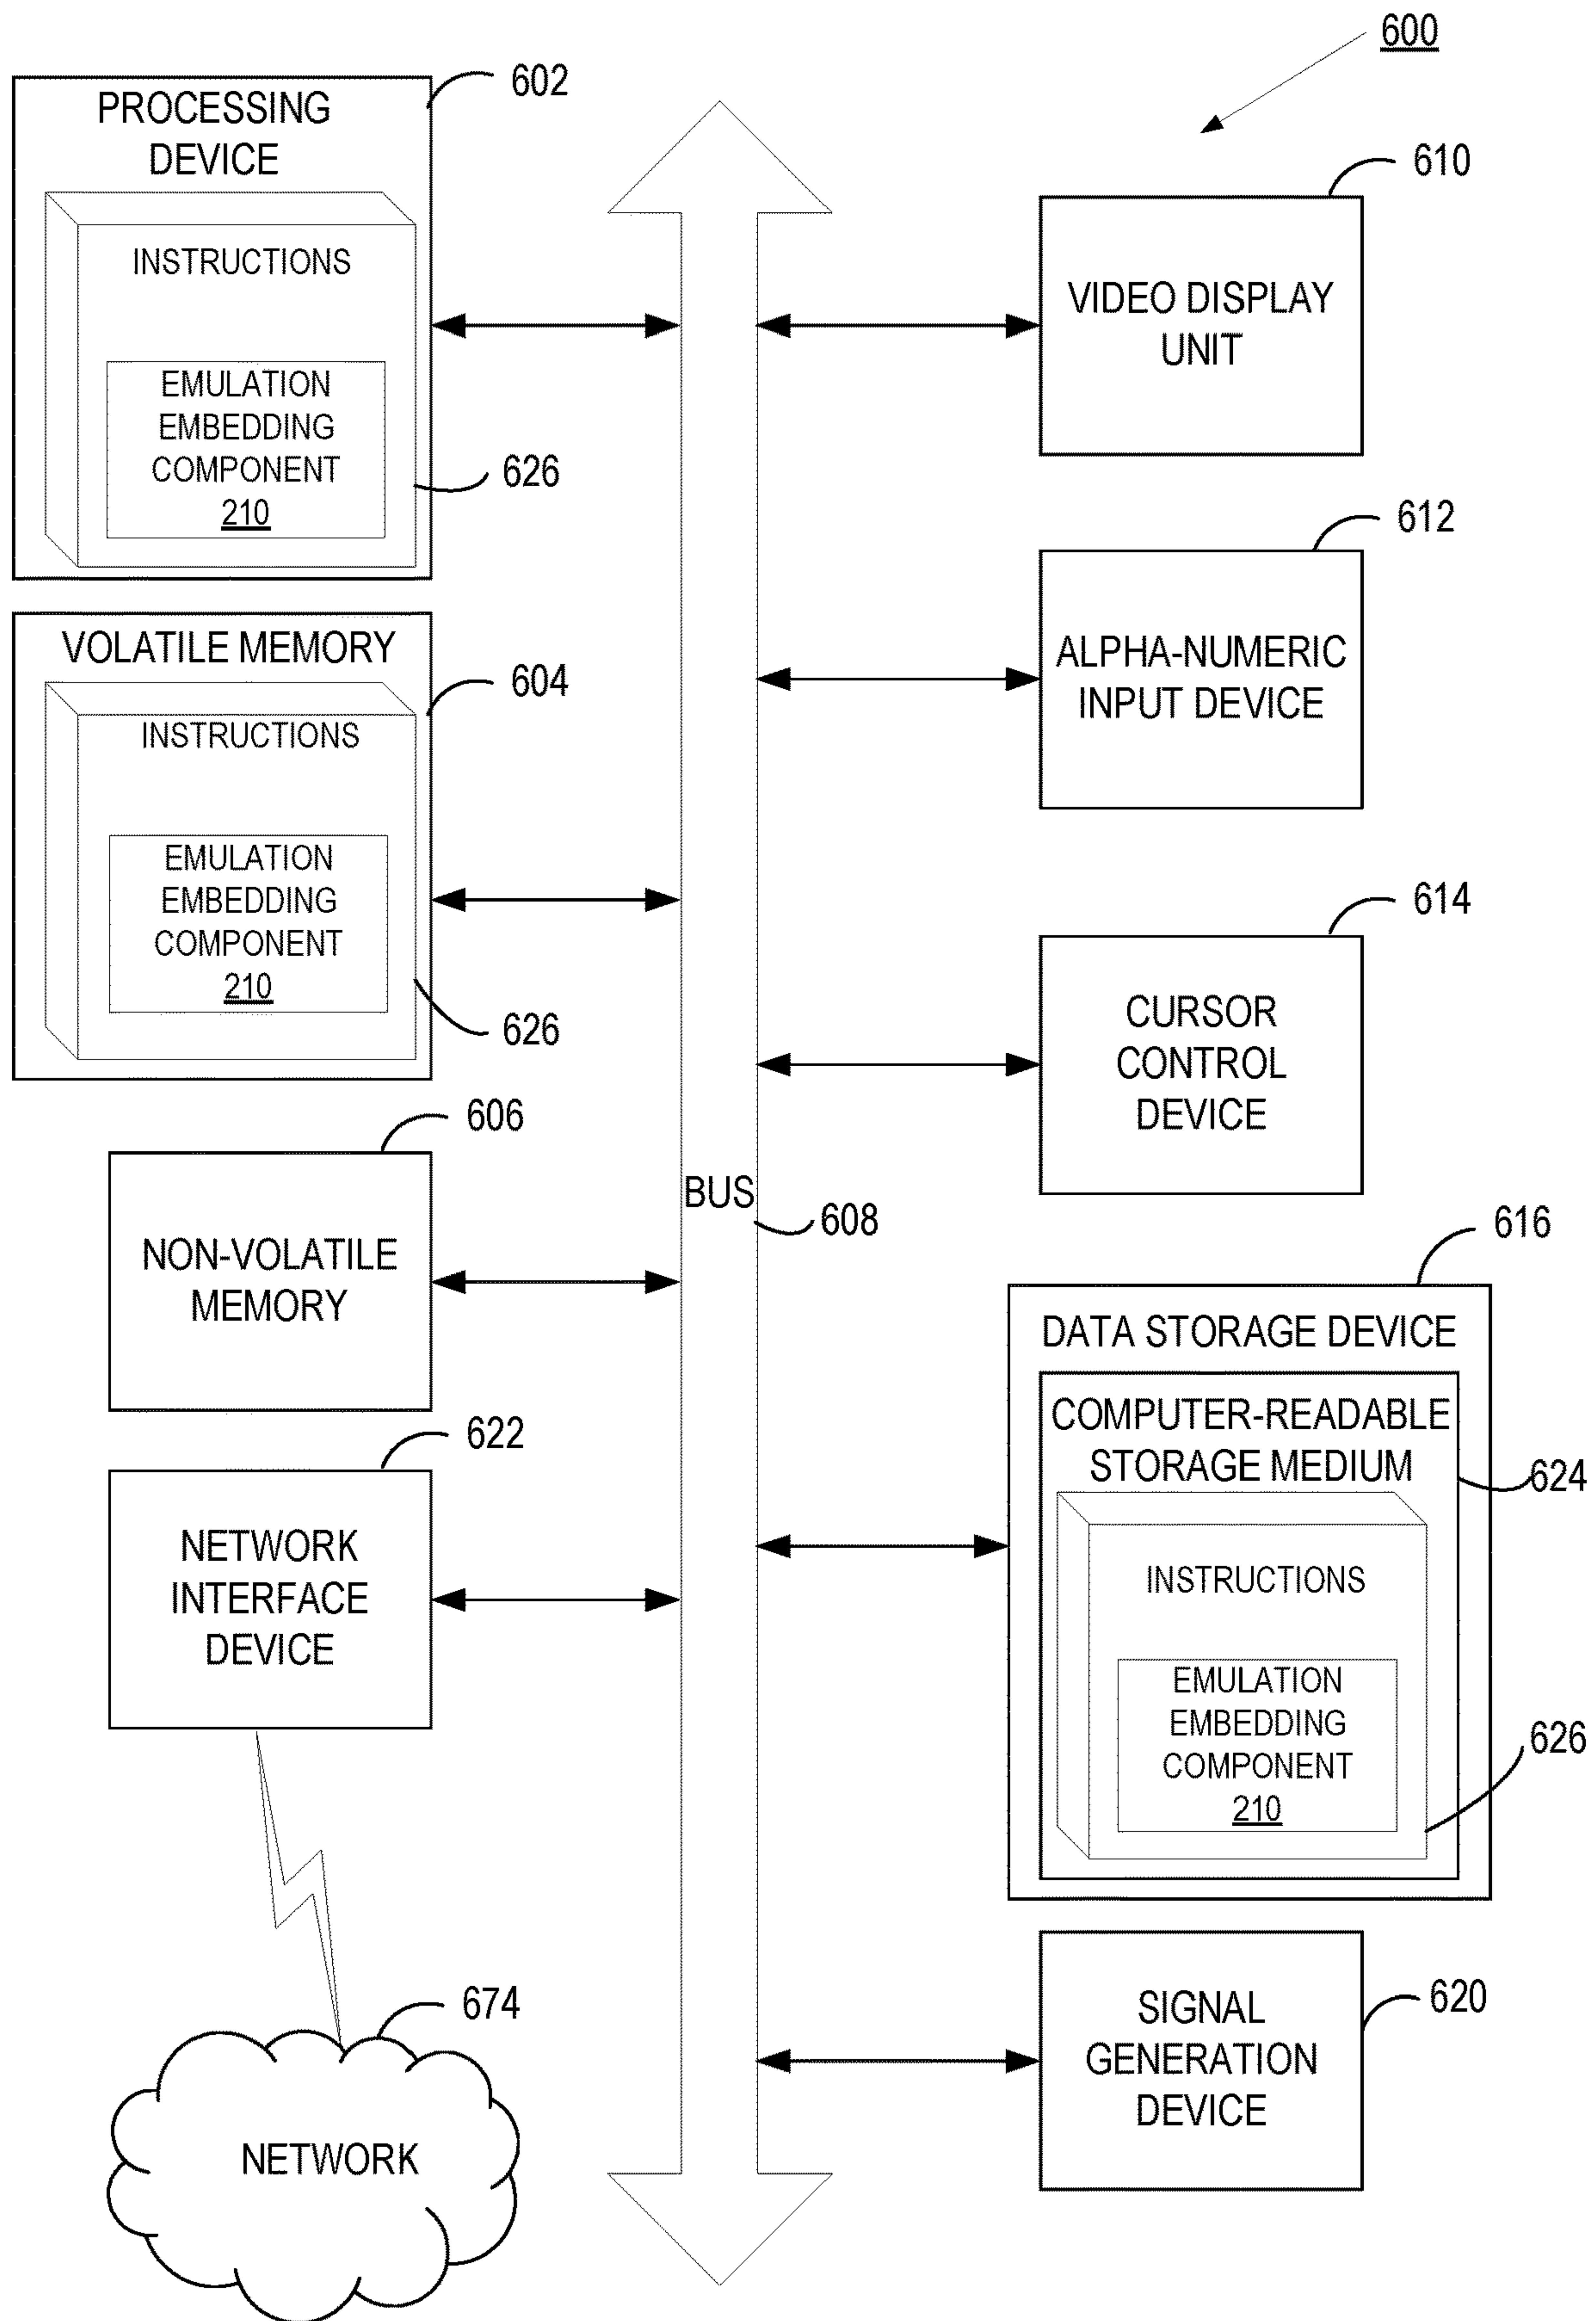 600
602
PROCESSING
DEVICE
INSTRUCTIONS
EMULATION
EMBEDDING
COMPONENT
210
626
VOLATILE MEMORY
604
INSTRUCTIONS
EMULATION
EMBEDDING
COMPONENT
210
626
606
NON-VOLATILE
MEMORY
622
NETWORK
INTERFACE
DEVICE
674
NETWORK
BUS
608
610
VIDEO DISPLAY
UNIT
612
ALPHA-NUMERIC
INPUT DEVICE
614
CURSOR
CONTROL
DEVICE
616
DATA STORAGE DEVICE
COMPUTER-READABLE
STORAGE MEDIUM
624
INSTRUCTIONS
EMULATION
EMBEDDING
COMPONENT
210
626
SIGNAL
GENERATION
DEVICE
620